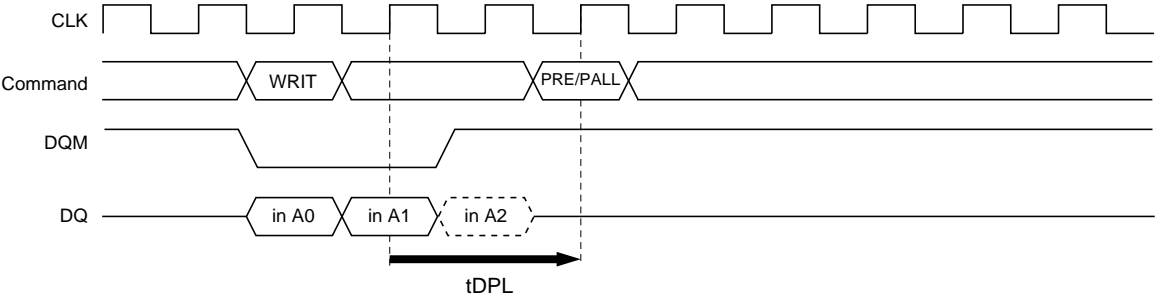 CLK
Command WRIT PRE/PALL
DQM
DQ in A0 in A1 in A2
tDPL